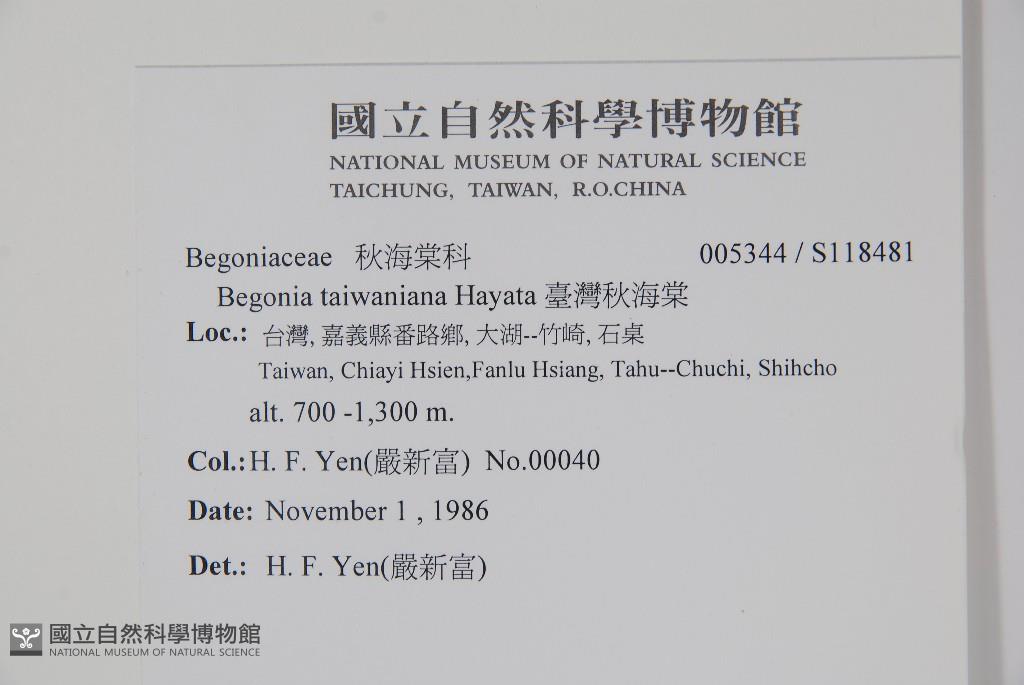 國立自然科學博物館
NATIONAL MUSEUM OF NATURAL SCIENCE
TAICHUNG, TAIWAN, R.O.CHINA
Begoniaceae 秋海棠科 005344 / S118481
Begonia taiwaniana Hayata 臺灣秋海棠
Loc.: 台灣, 嘉義縣番路鄉, 大湖--竹崎, 石桌
Taiwan, Chiayi Hsien,Fanlu Hsiang, Tahu--Chuchi, Shihcho
alt. 700 -1,300 m.
Col.: H. F. Yen(嚴新富) No.00040
Date: November 1 , 1986
Det.: H. F. Yen(嚴新富)
國立自然科學博物館
NATIONAL MUSEUM OF NATURAL SCIENCE